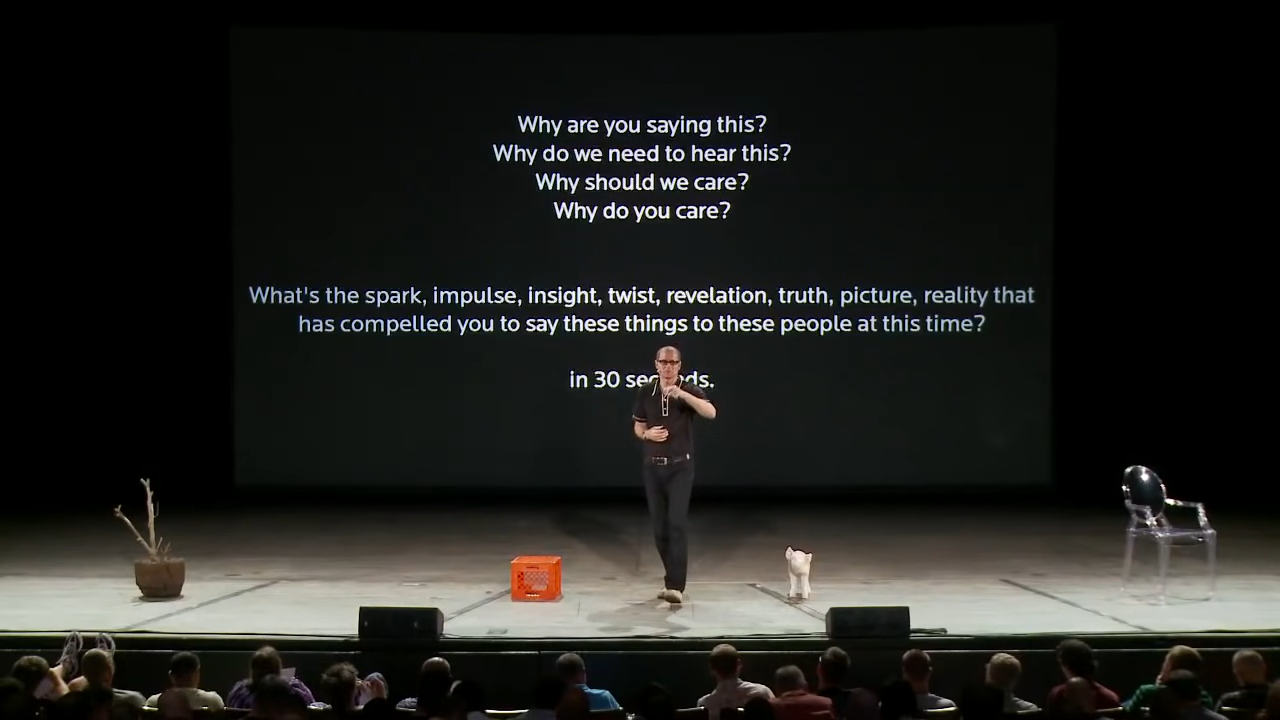 Why are you saying this?
Why do we need to hear this?
Why should we care?
Why do you care?
What's the spark, impulse, insight, twist, revelation, truth, picture, reality that
has compelled you to say these things to these people at this time?
in 30